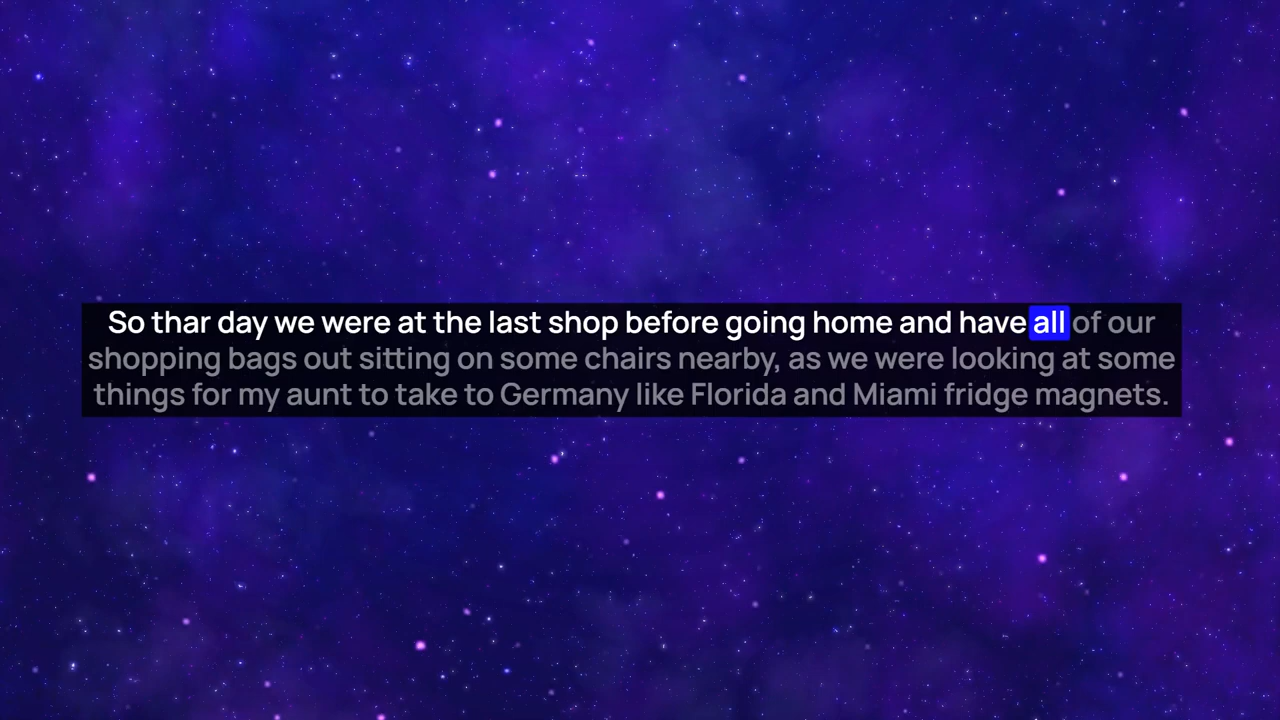 So thar day we were at the last shop before going home and have all of our
shopping bags out sitting on some chairs nearby, as we were looking at some
things for my aunt to take to Germany like Florida and Miami fridge magnets.